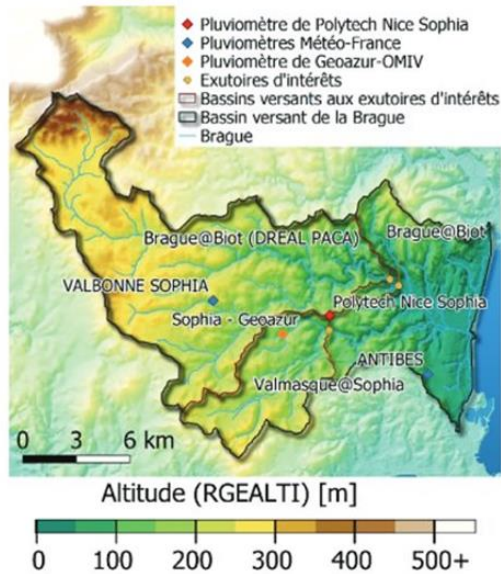 Pluviomètre de Polytech Nice Sophia
Pluviomètres Météo-France
Pluviomètre de Geoazur-OMIV
Exutoires d'intérêts
Bassins versants aux exutoires d'intérêts
Bassin versant de la Brague
Brague
Brague@Biot (DREAL PACA)
Brague@Biot
VALBONNE SOPHIA
Polytech Nice Sophia
Sophia - Geoazur
ANTIBES
Valmasque@Sophia
0 3 6 km
Altitude (RGEALTI) [m]
0 100 200 300 400 500+